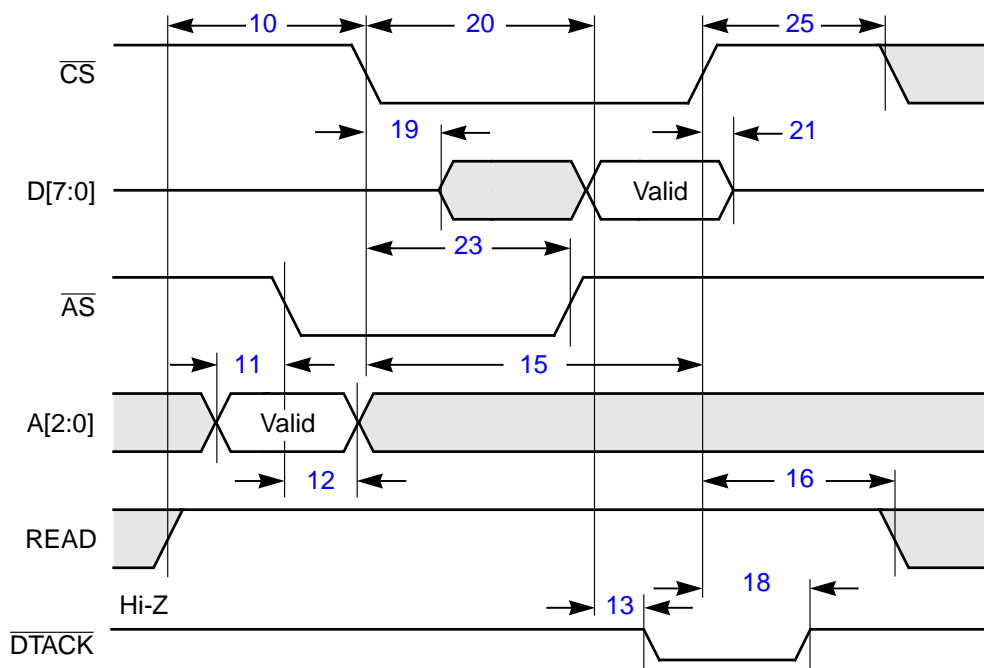 10 20 25
CS
19 21
D[7:0] Valid
23
AS
11 15
A[2:0] Valid
12 16
READ
Hi-Z 13 18
DTACK